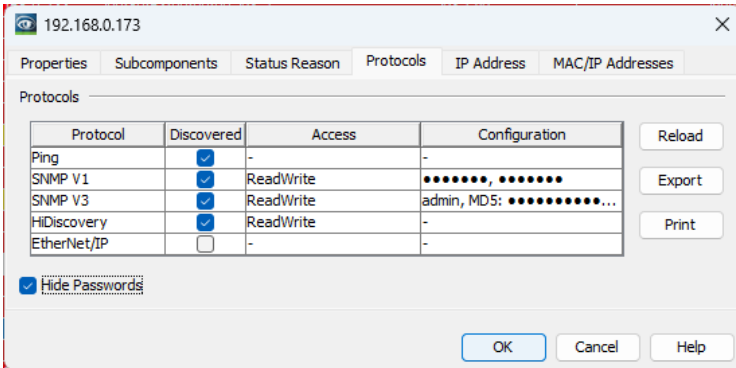 192.168.0.173
Properties Subcomponents Status Reason Protocols IP Address MAC/IP Addresses
Protocols
Protocol Discovered Access Configuration
Ping - -
SNMP V1 ReadWrite ●●●●●●●, ●●●●●●●
SNMP V3 ReadWrite admin, MD5: ●●●●●●●●●●...
HiDiscovery ReadWrite -
EtherNet/IP - -
Reload
Export
Print
Hide Passwords
OK Cancel Help